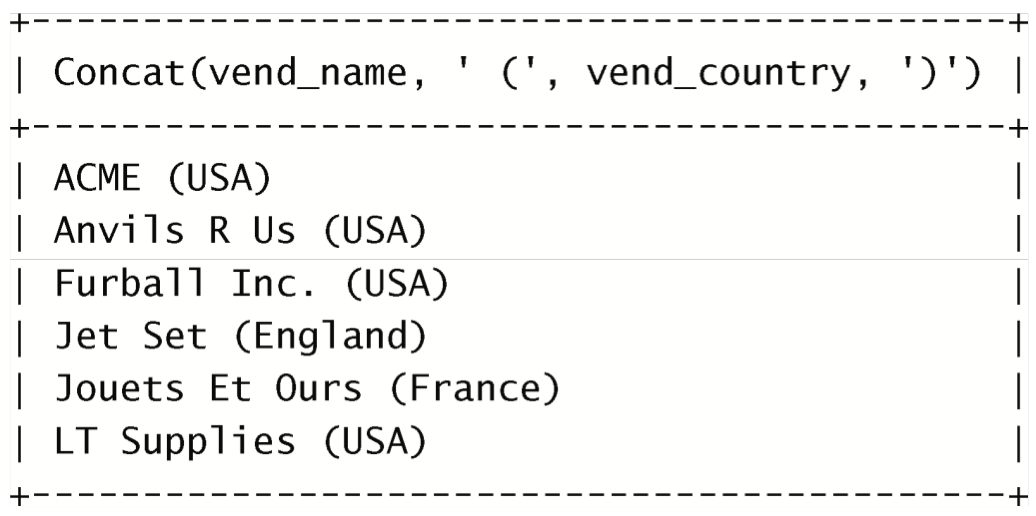 +---------------------------------------------+
| Concat(vend_name, ' (', vend_country, ')') |
+---------------------------------------------+
| ACME (USA) |
| Anvils R Us (USA) |
| Furball Inc. (USA) |
| Jet Set (England) |
| Jouets Et Ours (France) |
| LT Supplies (USA) |
+---------------------------------------------+